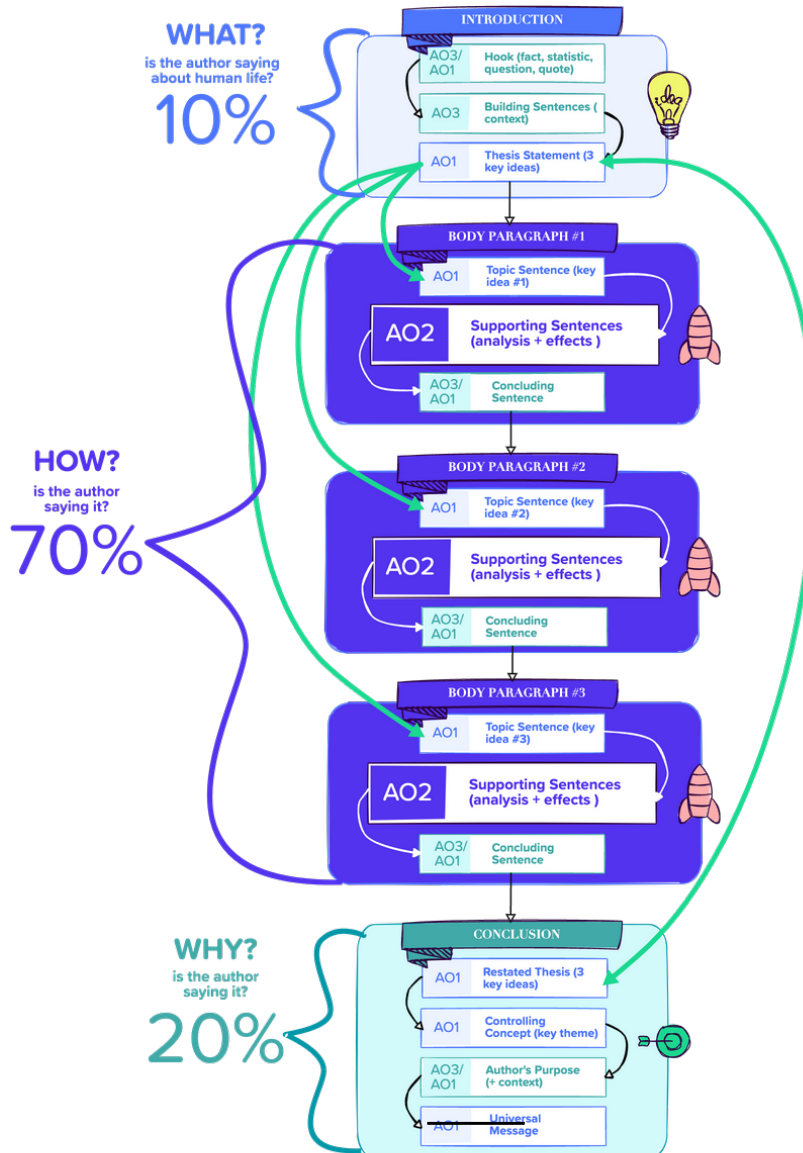 INTRODUCTION
WHAT?
is the author saying
about human life?
10%
AO3/
AO1
Hook (fact, statistic,
question, quote)
AO3
Building Sentences (
context)
AO1
Thesis Statement (3
key ideas)
idea
BODY PARAGRAPH #1
AO1
Topic Sentence (key
idea #1)
AO2
Supporting Sentences
(analysis + effects )
AO3/
AO1
Concluding
Sentence
HOW?
is the author
saying it?
70%
BODY PARAGRAPH #2
AO1
Topic Sentence (key
idea #2)
AO2
Supporting Sentences
(analysis + effects )
AO3/
AO1
Concluding
Sentence
BODY PARAGRAPH #3
AO1
Topic Sentence (key
idea #3)
AO2
Supporting Sentences
(analysis + effects )
AO3/
AO1
Concluding
Sentence
CONCLUSION
WHY?
is the author
saying it?
20%
AO1
Restated Thesis (3
key ideas)
AO1
Controlling
Concept (key theme)
AO3/
AO1
Author's Purpose
(+ context)
AO1
Universal
Message